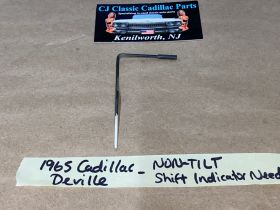 CJ Classic Cadillac Parts
Kenilworth, NJ
1965 Cadillac - NON-TILT
Deville Shift Indicator Need